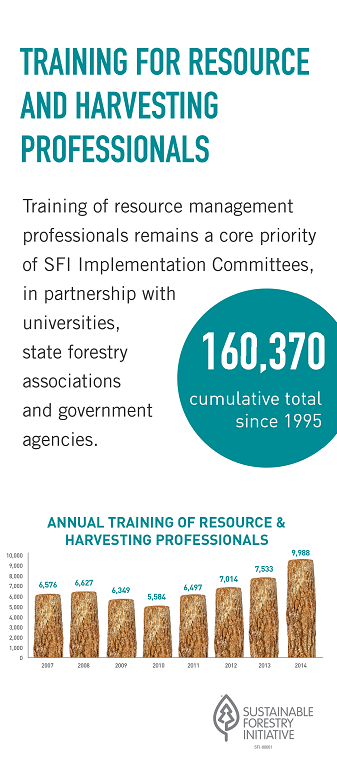 TRAINING FOR RESOURCE
AND HARVESTING
PROFESSIONALS
Training of resource management
professionals remains a core priority
of SFI Implementation Committees,
in partnership with
universities,
state forestry
associations
and government
agencies.
160,370
cumulative total
since 1995
ANNUAL TRAINING OF RESOURCE &
HARVESTING PROFESSIONALS
10,000
9,000
8,000
7,000
6,000
5,000
4,000
3,000
2,000
1,000
0
6,576
6,627
6,349
5,584
6,497
7,014
7,533
9,988
2007
2008
2009
2010
2011
2012
2013
2014
SUSTAINABLE
FORESTRY
INITIATIVE
SFI-00001